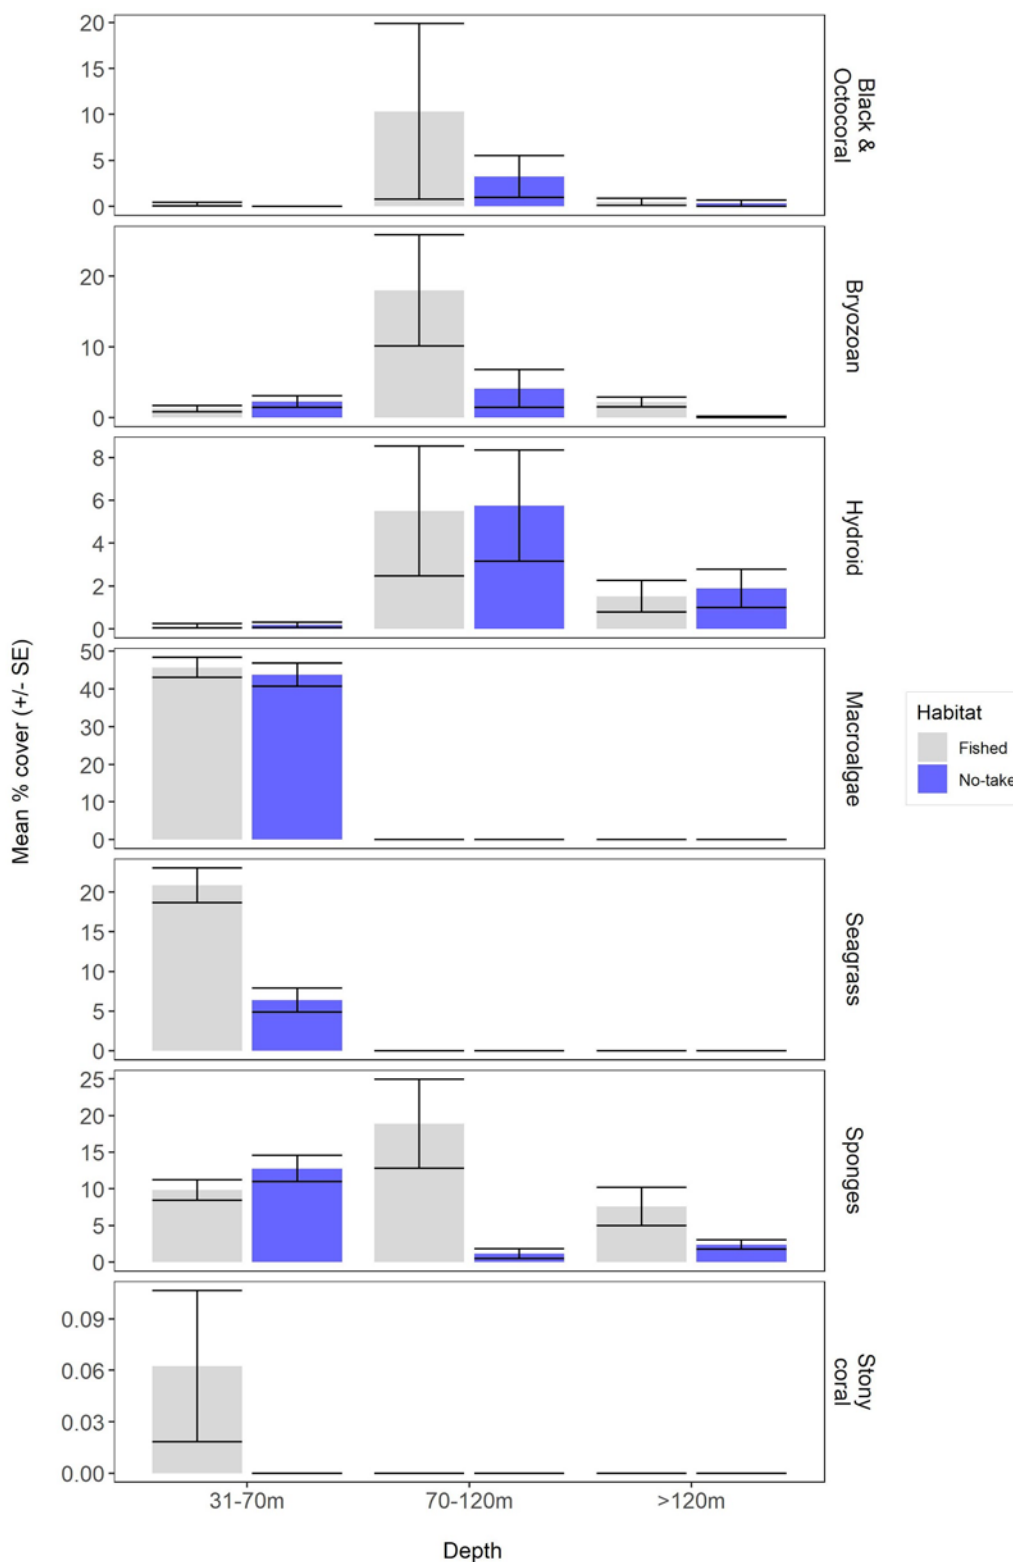 20
15
10
5
0
Black &
Octocoral
20
10
0
Bryozoan
8
6
4
2
0
Hydroid
50
40
30
20
10
0
Macroalgae
20
15
10
5
0
Seagrass
25
20
15
10
5
0
Sponges
0.09
0.06
0.03
0.00
Stony
coral
31-70m
70-120m
>120m
Depth
Mean % cover (+/- SE)
Habitat
Fished
No-take